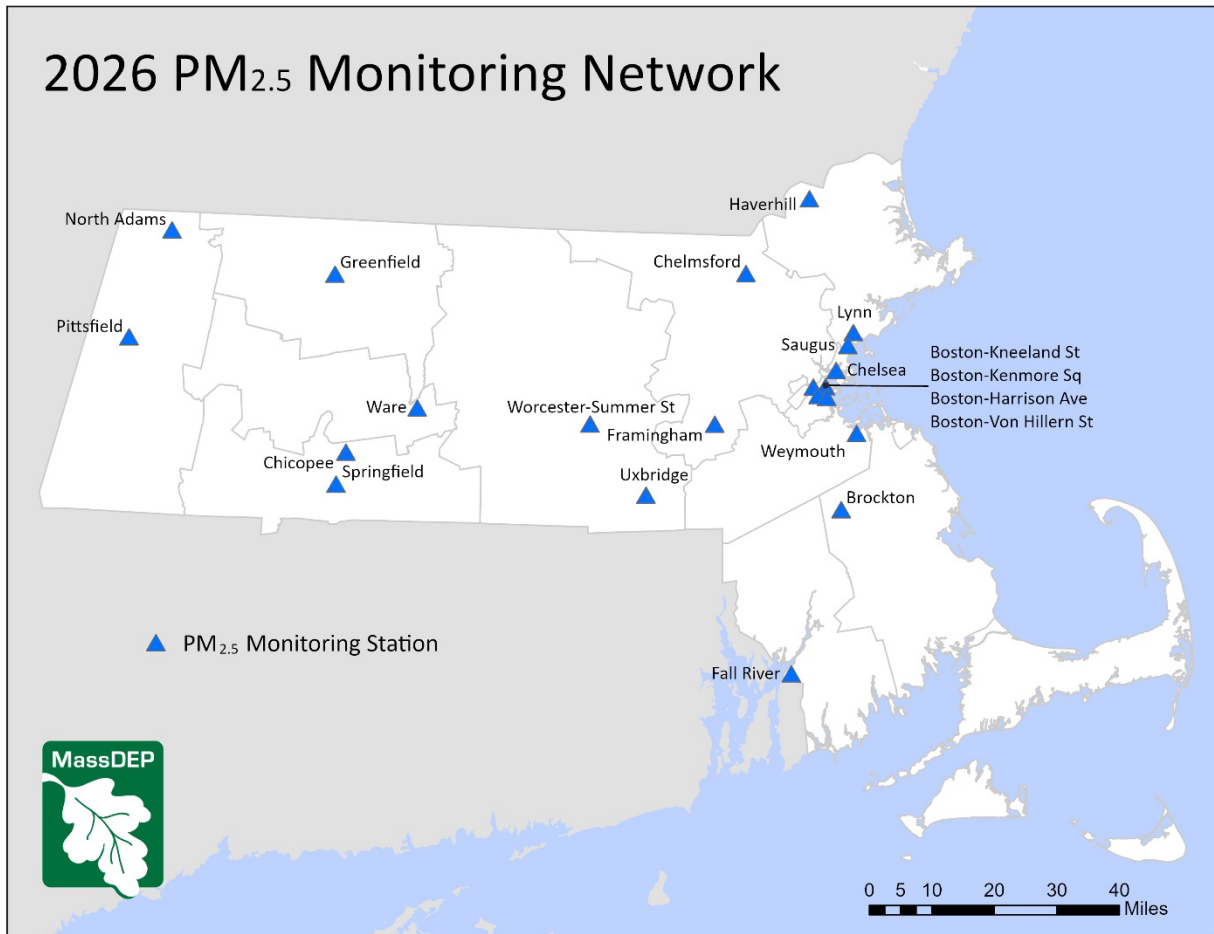 2026 PM2.5 Monitoring Network
Haverhill
North Adams
Greenfield
Chelmsford
Lynn
Pittsfield
Saugus
Boston-Kneeland St
Chelsea
Boston-Kenmore Sq
Boston-Harrison Ave
Boston-Von Hillern St
Ware
Worcester-Summer St
Framingham
Weymouth
Chicopee
Springfield
Uxbridge
Brockton
PM2.5 Monitoring Station
Fall River
MassDEP
0 5 10 20 30 40
Miles